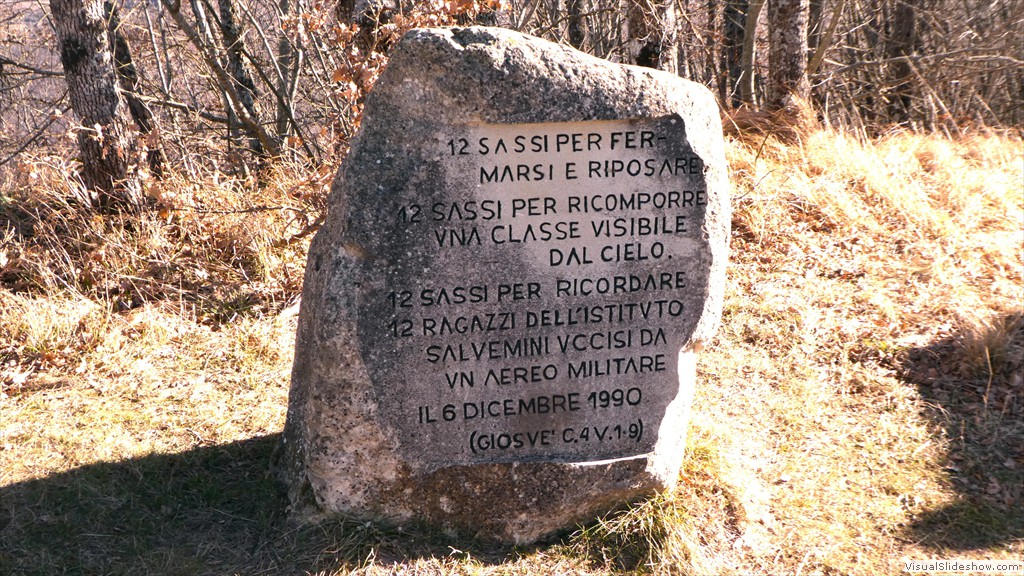 12 SASSI PER FER-
MARSI E RIPOSARE
12 SASSI PER RICOMPORRE
VNA CLASSE VISIBILE
DAL CIELO.
12 SASSI PER RICORDARE
12 RAGAZZI DELL'ISTITVTO
SALVEMINI VCCISI DA
VN AEREO MILITARE
IL 6 DICEMBRE 1990
(GIOSVE' C.4 V.1-9)
VisualSlideshow.com